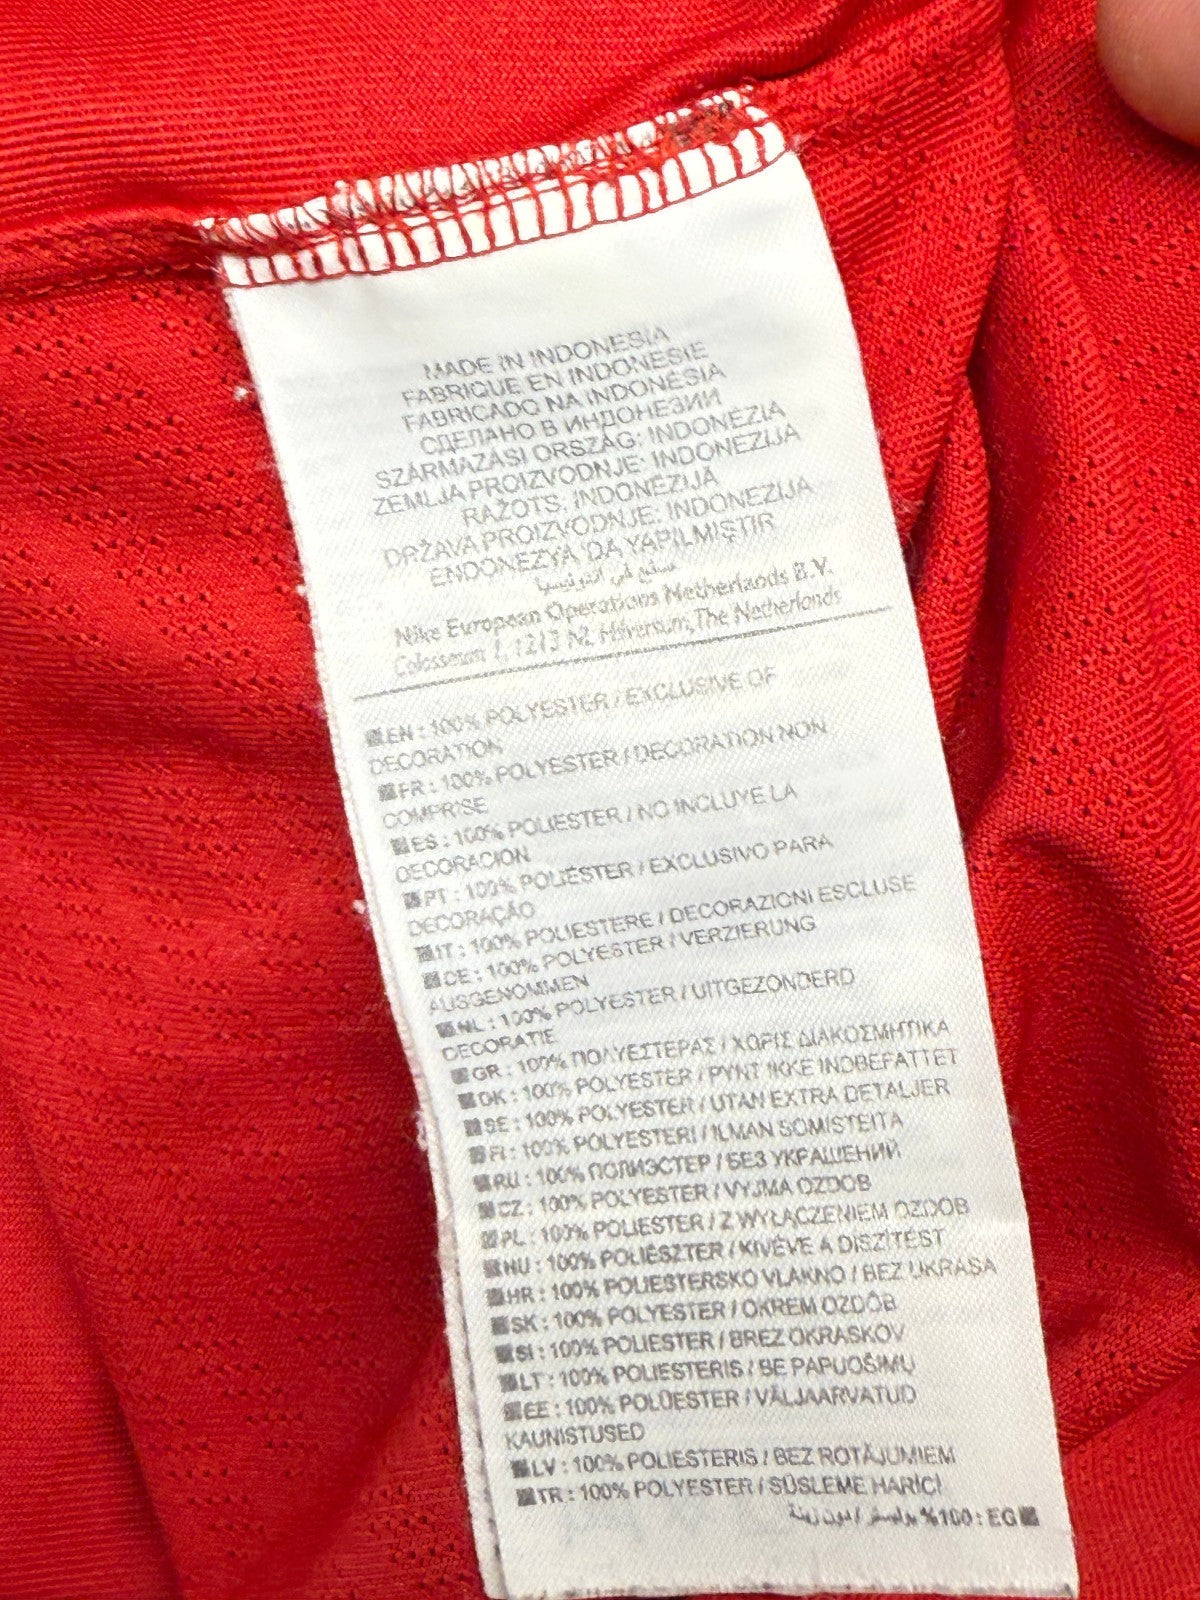 MADE IN INDONESIA
FABRIQUE EN INDONESIE
FABRICADO NA INDONÉSIA
СДЕЛАНО В ИНДОНЕЗИИ
SZÁRMAZÁSI ORSZÁG: INDONÉZIA
ZEMLJA PROIZVODNJE: INDONEZIJA
RAŽOTS: INDONĒZIJĀ
DRŽAVA PROIZVODNJE: INDONEZIJA
ENDONEZYA'DA YAPILMIŞTIR
Nike European Operations Netherlands B.V.
Colosseum 1, 1213 NL Hilversum, The Netherlands
EN : 100% POLYESTER / EXCLUSIVE OF
DECORATION
FR : 100% POLYESTER / DECORATION NON
COMPRISE
ES : 100% POLIESTER / NO INCLUYE LA
DECORACION
PT : 100% POLIÉSTER / EXCLUSIVO PARA
DECORAÇÃO
IT : 100% POLIESTERE / DECORAZIONI ESCLUSE
DE : 100% POLYESTER / VERZIERUNG
AUSGENOMMEN
NL : 100% POLYESTER / UITGEZONDERD
DECORATIE
GR : 100% ΠΟΛΥΕΣΤΕΡΑΣ / ΧΩΡΙΣ ΔΙΑΚΟΣΜΗΤΙΚΑ
DK : 100% POLYESTER / PYNT IKKE INDBEFATTET
SE : 100% POLYESTER / UTAN EXTRA DETALJER
FI : 100% POLYESTERI / ILMAN SOMISTEITA
RU : 100% ПОЛИЭСТЕР / БЕЗ УКРАШЕНИЙ
CZ : 100% POLYESTER / VYJMA OZDOB
PL : 100% POLIESTER / Z WYŁĄCZENIEM OZDÓB
HU : 100% POLIÉSZTER / KIVÉVE A DÍSZÍTÉST
HR : 100% POLIESTERSKO VLAKNO / BEZ UKRASA
SK : 100% POLYESTER / OKREM OZDÔB
SI : 100% POLIESTER / BREZ OKRASKOV
LT : 100% POLIESTERIS / BE PAPUOŠIMŲ
EE : 100% POLÜESTER / VÄLJAARVATUD
KAUNISTUSED
LV : 100% POLIESTERIS / BEZ ROTĀJUMIEM
TR : 100% POLYESTER / SÜSLEME HARİCİ
%100 : EG